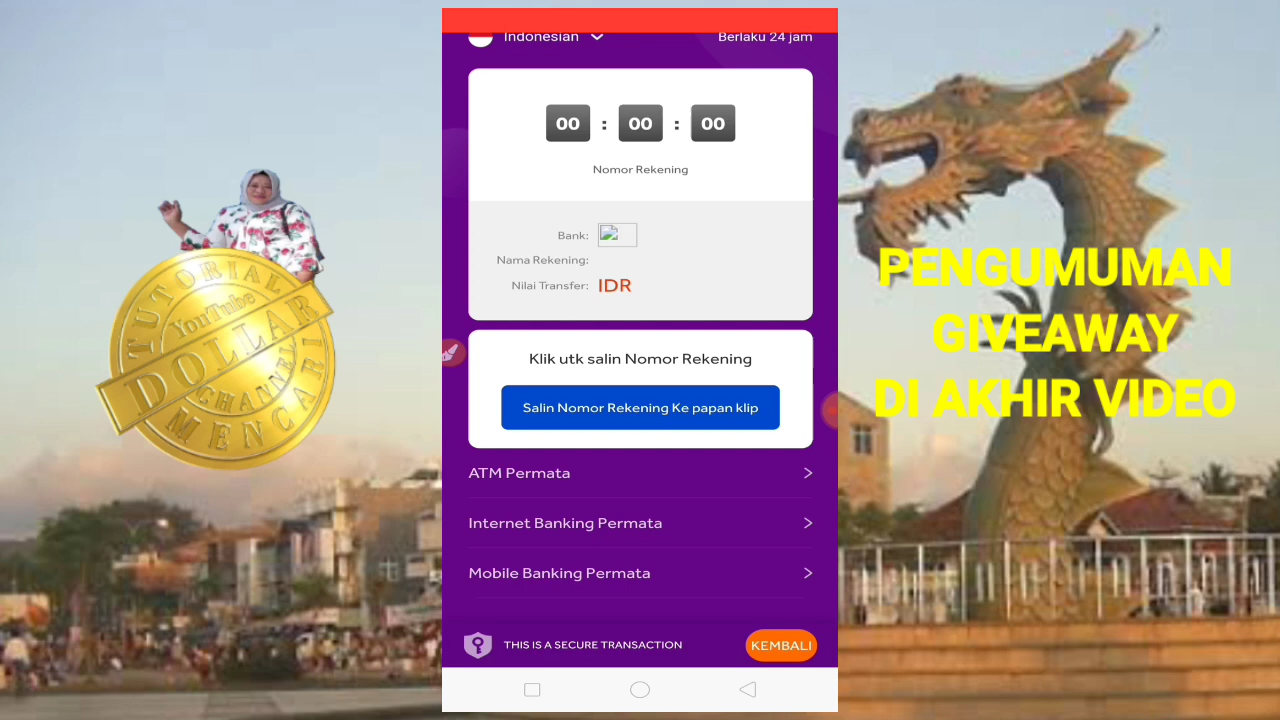 Indonesian
Berlaku 24 jam
00 : 00 : 00
Nomor Rekening
Bank:
Nama Rekening:
Nilai Transfer: IDR
Klik utk salin Nomor Rekening
Salin Nomor Rekening Ke papan klip
ATM Permata
Internet Banking Permata
Mobile Banking Permata
THIS IS A SECURE TRANSACTION
KEMBALI
TUTORIAL
YouTube
DOLLAR
CHANNEL
MENCARI
PENGUMUMAN
GIVEAWAY
DI AKHIR VIDEO